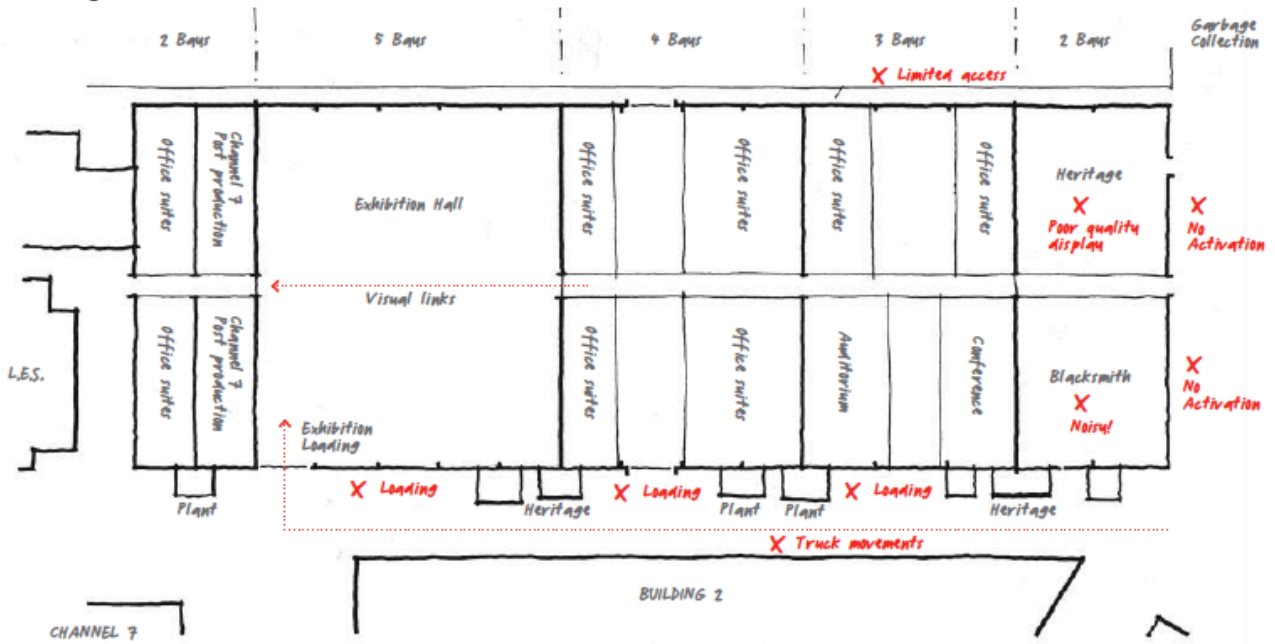 2 Bays
5 Bays
4 Bays
3 Bays
2 Bays
Garbage
Collection
X Limited access
Office suites
Channel 7
Post production
Exhibition Hall
Office suites
Office suites
Office suites
Office suites
Heritage
X
Poor quality
display
X
No
Activation
Visual links
L.E.S.
Office suites
Channel 7
Post production
Exhibition
Loading
Office suites
Office suites
Auditorium
Conference
Blacksmith
X
Noisy!
X
No
Activation
Plant
X Loading
Heritage
X Loading
Plant
Plant
X Loading
Heritage
X Truck movements
BUILDING 2
CHANNEL 7